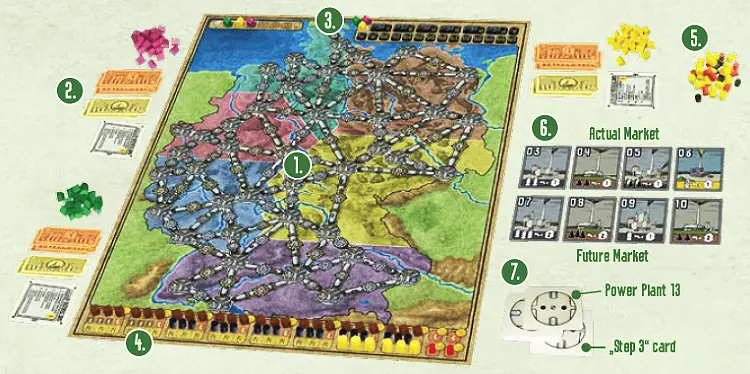 3.
2.
5.
6.
Actual Market
03 04 05 06
1.
07 08 09 10
Future Market
7.
Power Plant 13
4.
„Step 3“ card